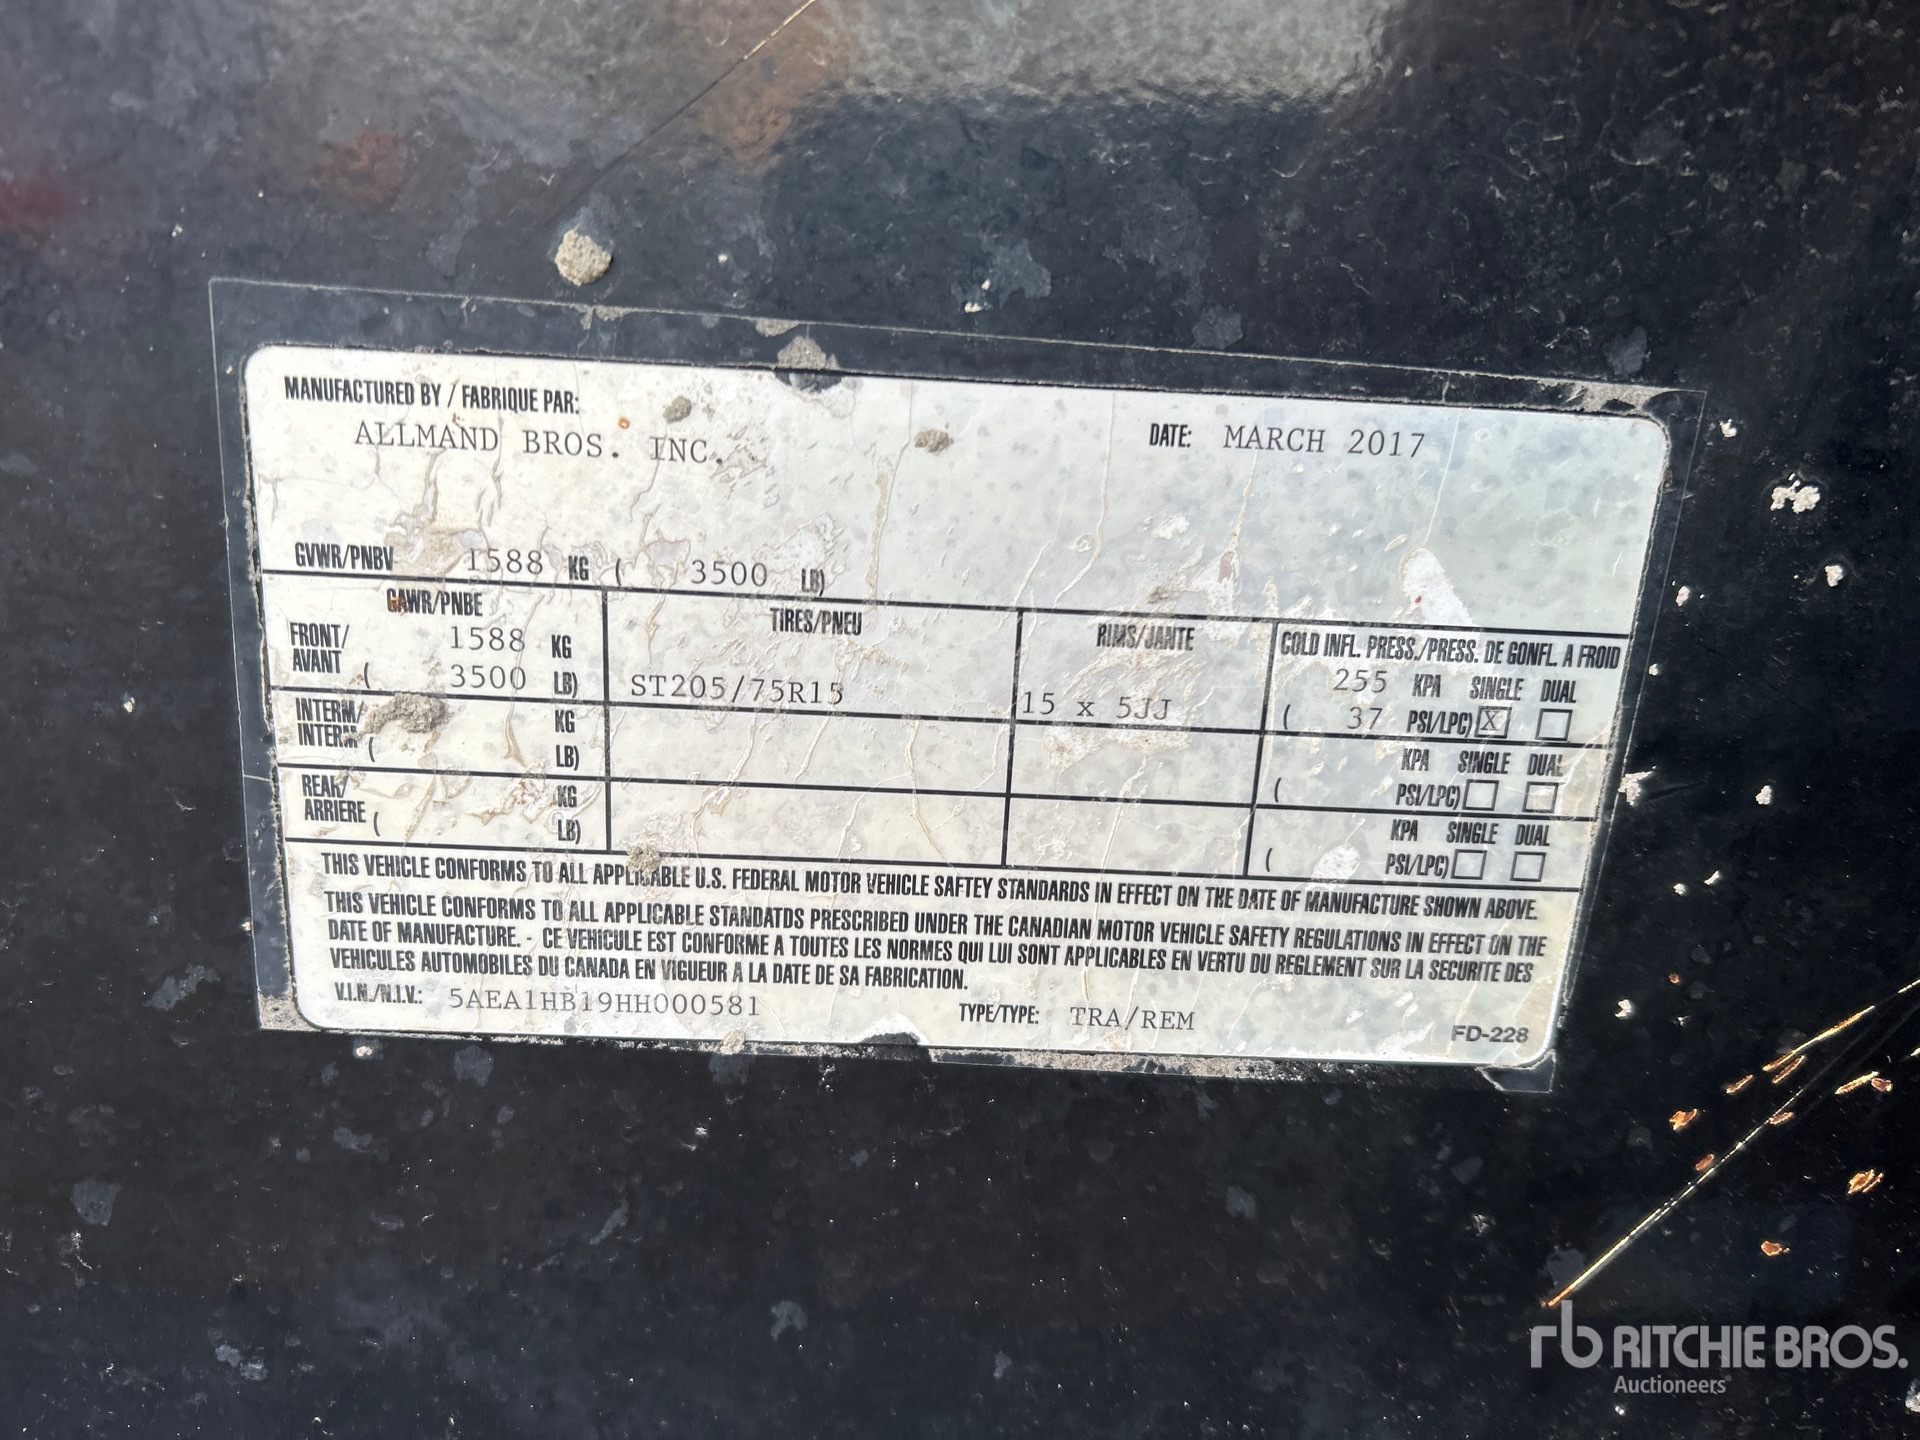 MANUFACTURED BY / FABRIQUE PAR:
ALLMAND BROS. INC. DATE: MARCH 2017
GVWR/PNBV 1588 KG ( 3500 LB)
GAWR/PNBE TIRES/PNEU RIMS/JANTE COLD INFL. PRESS./PRESS. DE GONFL. A FROID
FRONT/ 1588 KG 255 KPA SINGLE DUAL
AVANT ( 3500 LB) ST205/75R15 15 x 5JJ ( 37 PSI/LPC) X
INTERM/ KG KPA SINGLE DUAL
INTERM ( LB) ( PSI/LPC)
REAR/ KG KPA SINGLE DUAL
ARRIERE ( LB) ( PSI/LPC)
THIS VEHICLE CONFORMS TO ALL APPLICABLE U.S. FEDERAL MOTOR VEHICLE SAFTEY STANDARDS IN EFFECT ON THE DATE OF MANUFACTURE SHOWN ABOVE.
THIS VEHICLE CONFORMS TO ALL APPLICABLE STANDATDS PRESCRIBED UNDER THE CANADIAN MOTOR VEHICLE SAFETY REGULATIONS IN EFFECT ON THE
DATE OF MANUFACTURE. - CE VEHICULE EST CONFORME A TOUTES LES NORMES QUI LUI SONT APPLICABLES EN VERTU DU REGLEMENT SUR LA SECURITE DES
VEHICULES AUTOMOBILES DU CANADA EN VIGUEUR A LA DATE DE SA FABRICATION.
V.I.N./N.I.V.: 5AEA1HB19HH000581 TYPE/TYPE: TRA/REM FD-228
rb RITCHIE BROS.
Auctioneers